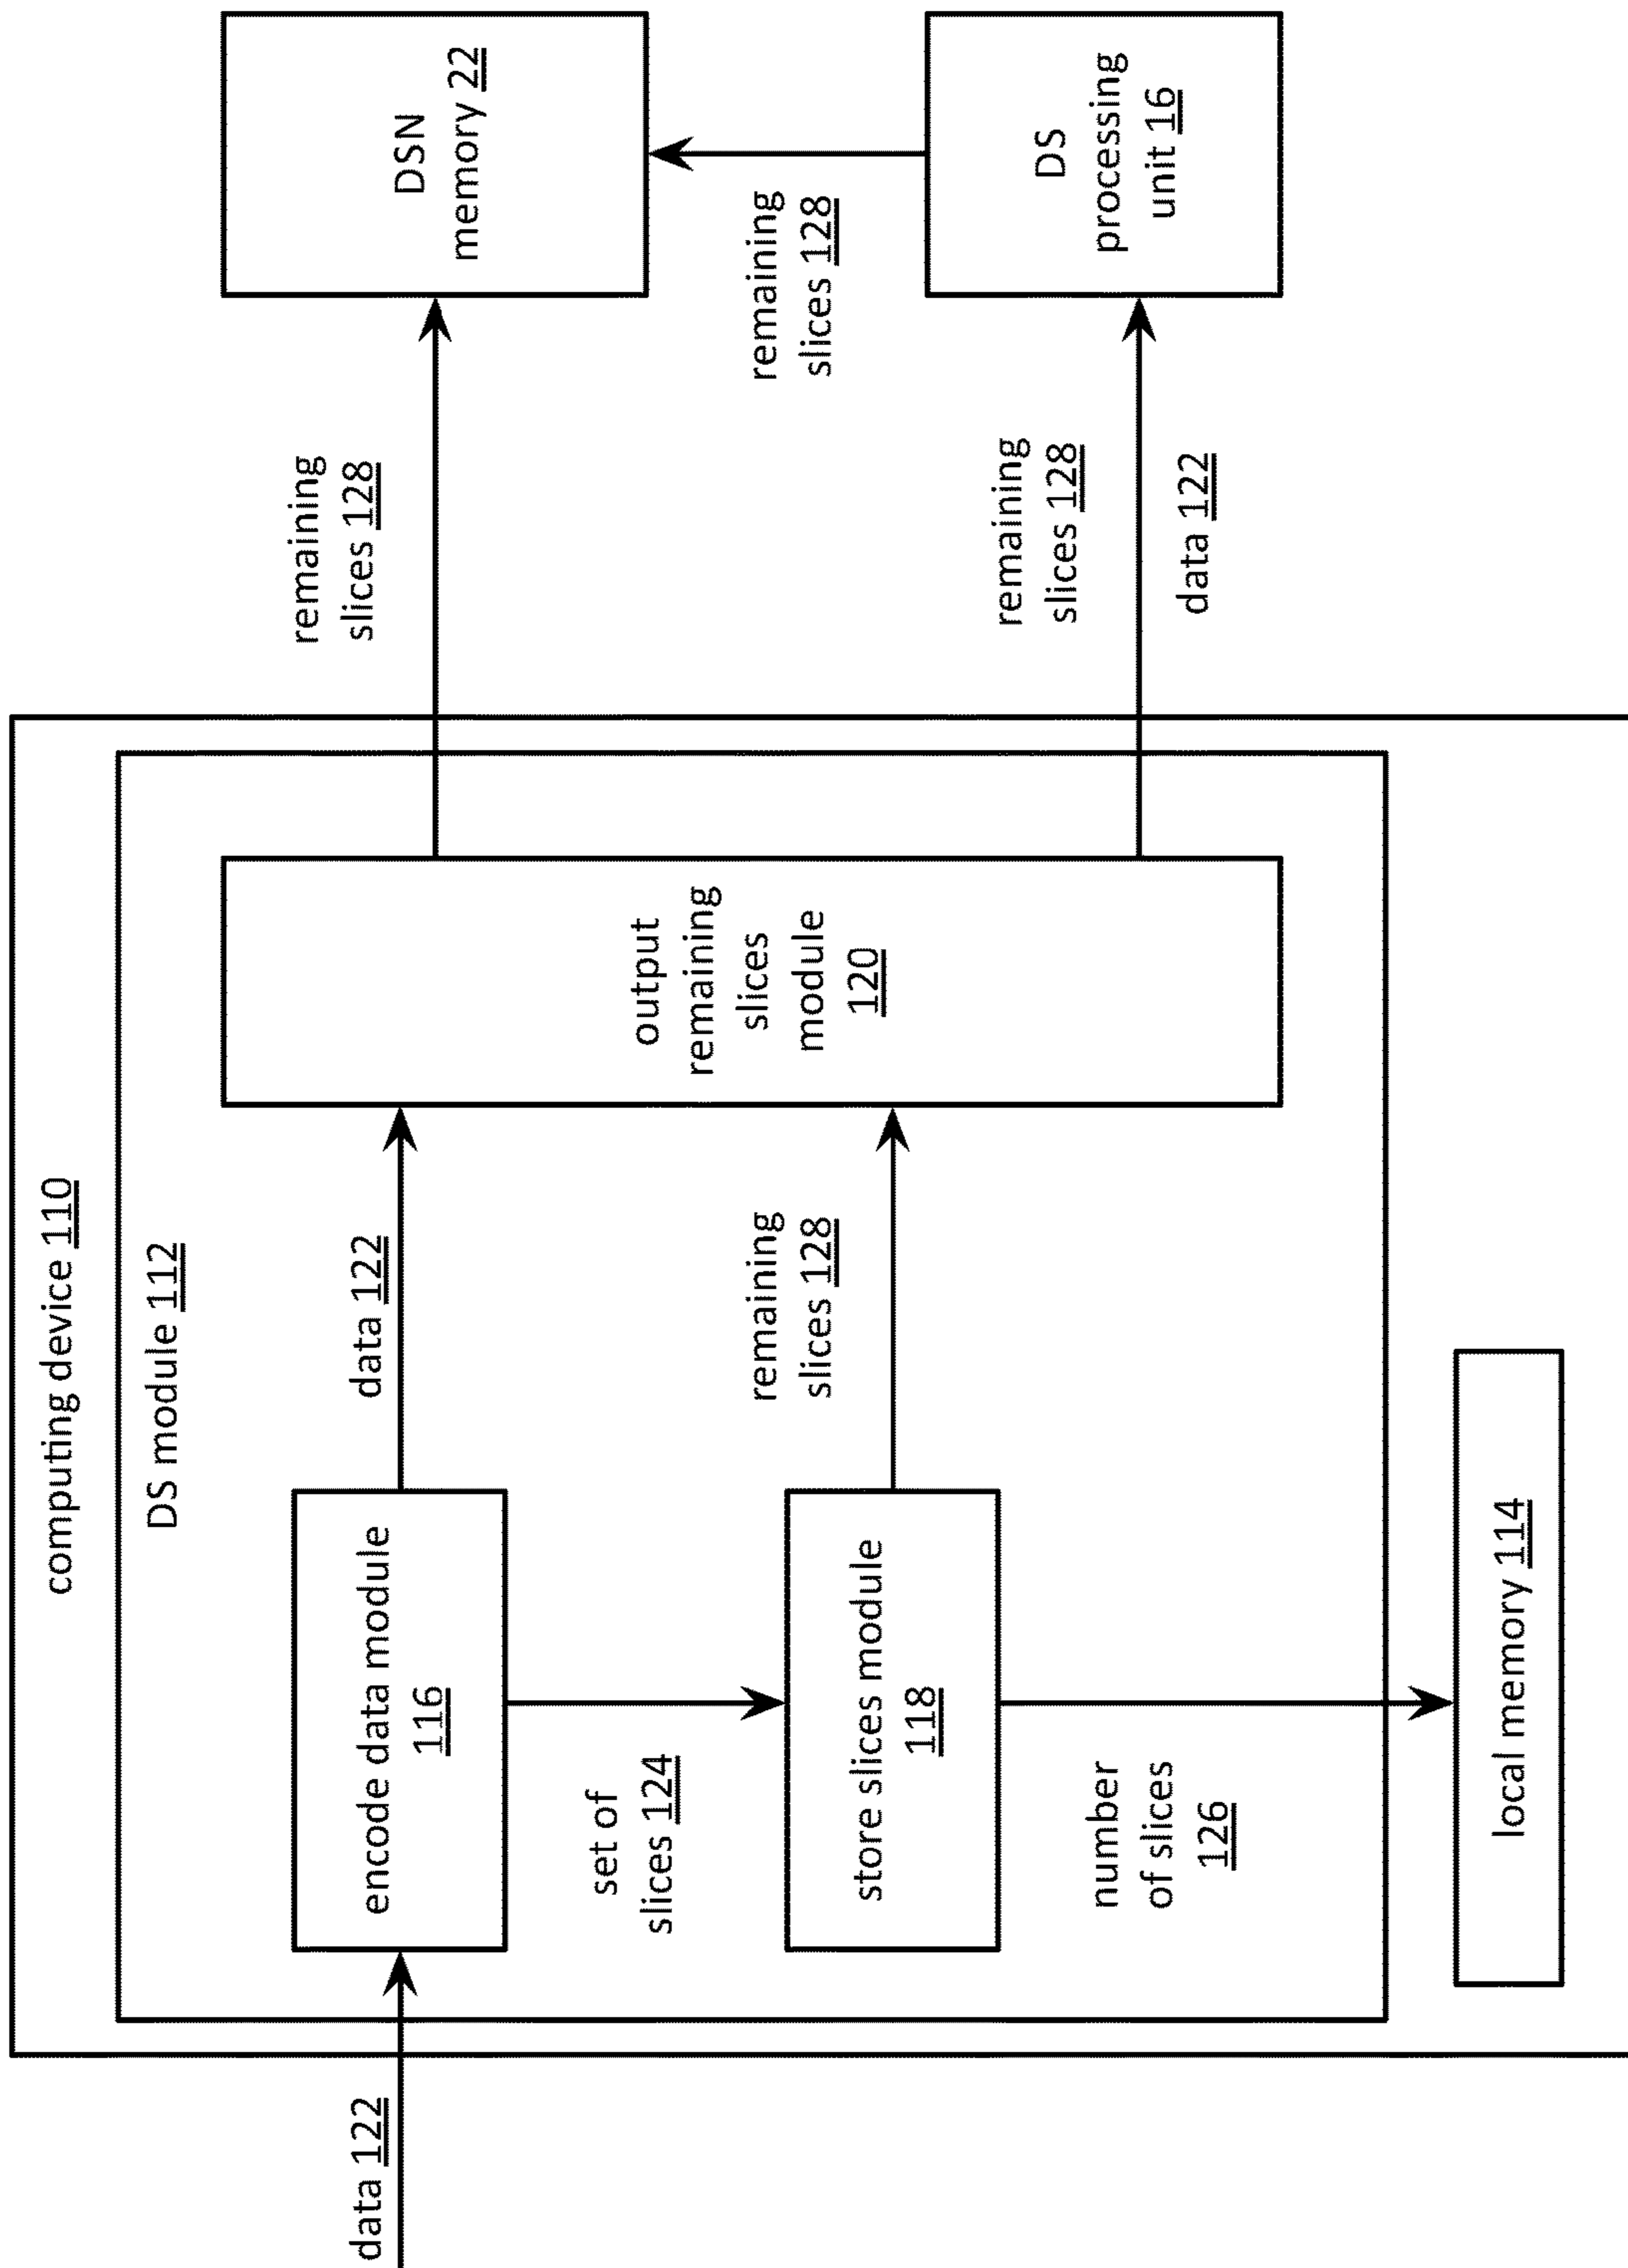 computing device 110
DS module 112
data 122
encode data module
116
data 122
set of
slices 124
store slices module
118
remaining
slices 128
number
of slices
126
local memory 114
output
remaining
slices
module
120
remaining
slices 128
DSN
memory 22
remaining
slices 128
remaining
slices 128
data 122
DS
processing
unit 16